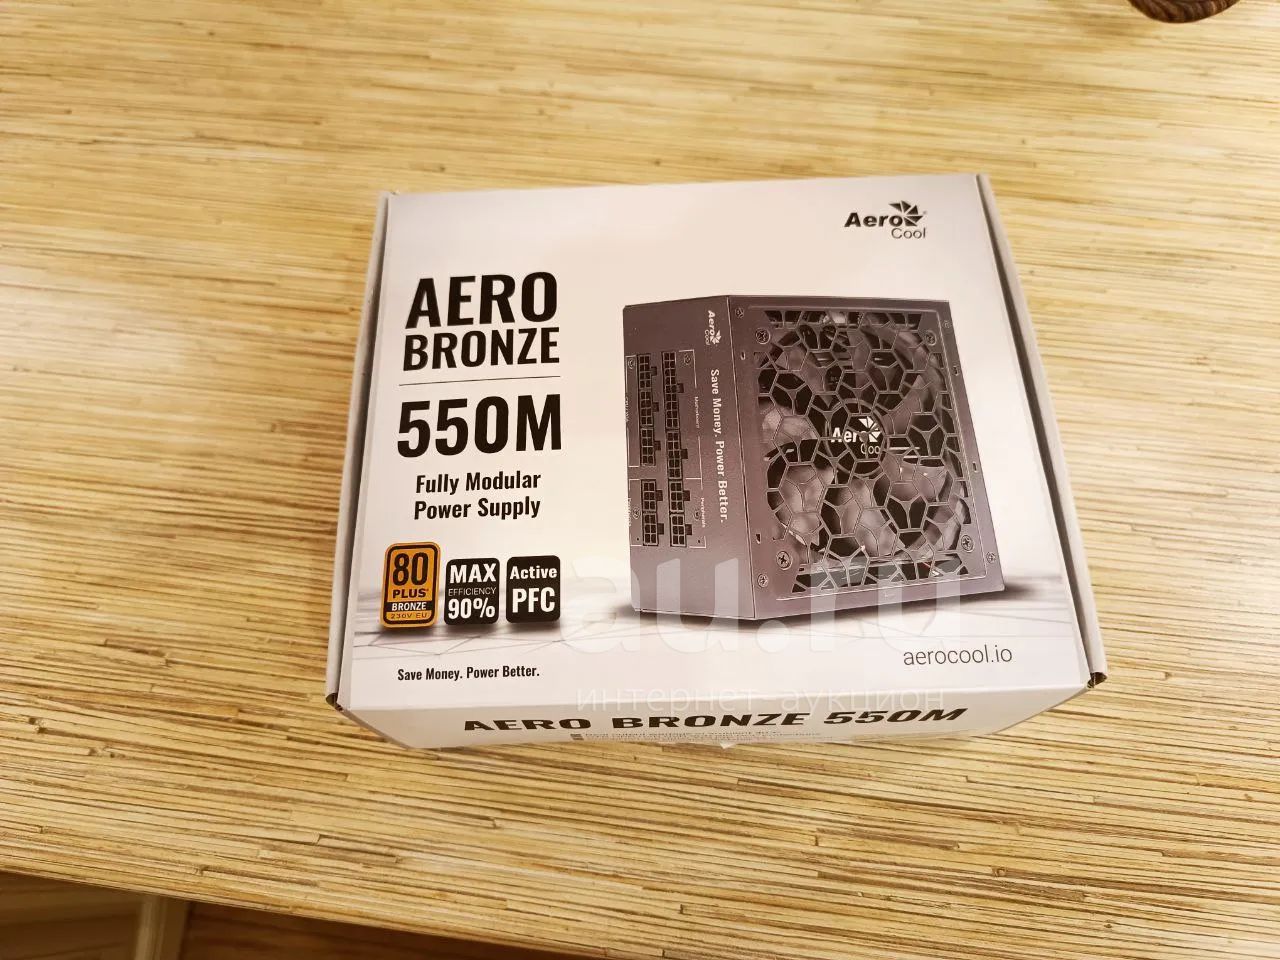 Aero
Cool
AERO
BRONZE
550M
Fully Modular
Power Supply
80
PLUS
BRONZE
230V EU
MAX
EFFICIENCY
90%
Active
PFC
Save Money. Power Better.
Aero
Cool
Save Money. Power Better.
Aero
Cool
aerocool.io
AERO BRONZE 550M
au.ru
интернет-аукцион